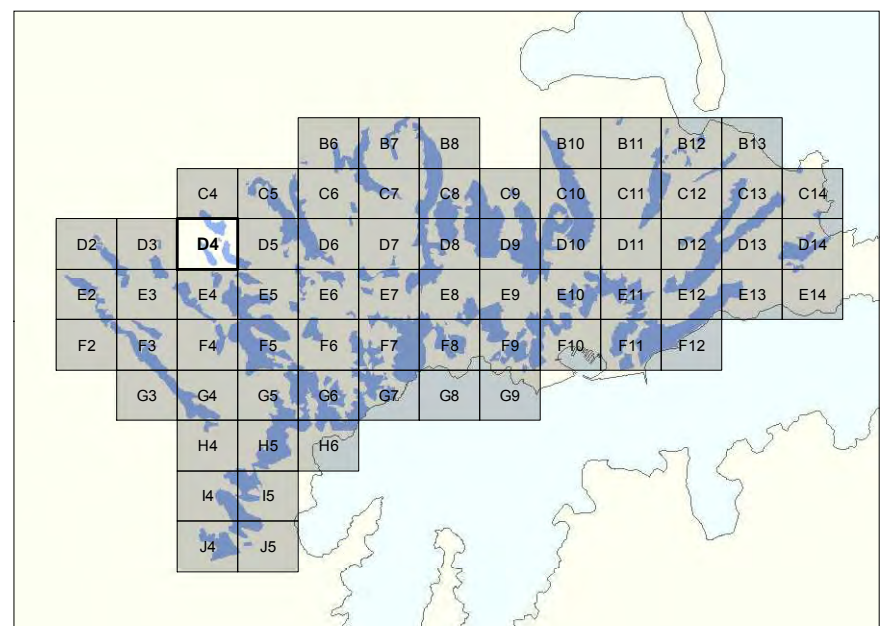 B6 B7 B8 B10 B11 B12 B13
C4 C5 C6 C7 C8 C9 C10 C11 C12 C13 C14
D2 D3 D4 D5 D6 D7 D8 D9 D10 D11 D12 D13 D14
E2 E3 E4 E5 E6 E7 E8 E9 E10 E11 E12 E13 E14
F2 F3 F4 F5 F6 F7 F8 F9 F10 F11 F12
G3 G4 G5 G6 G7 G8 G9
H4 H5 H6
I4 I5
J4 J5